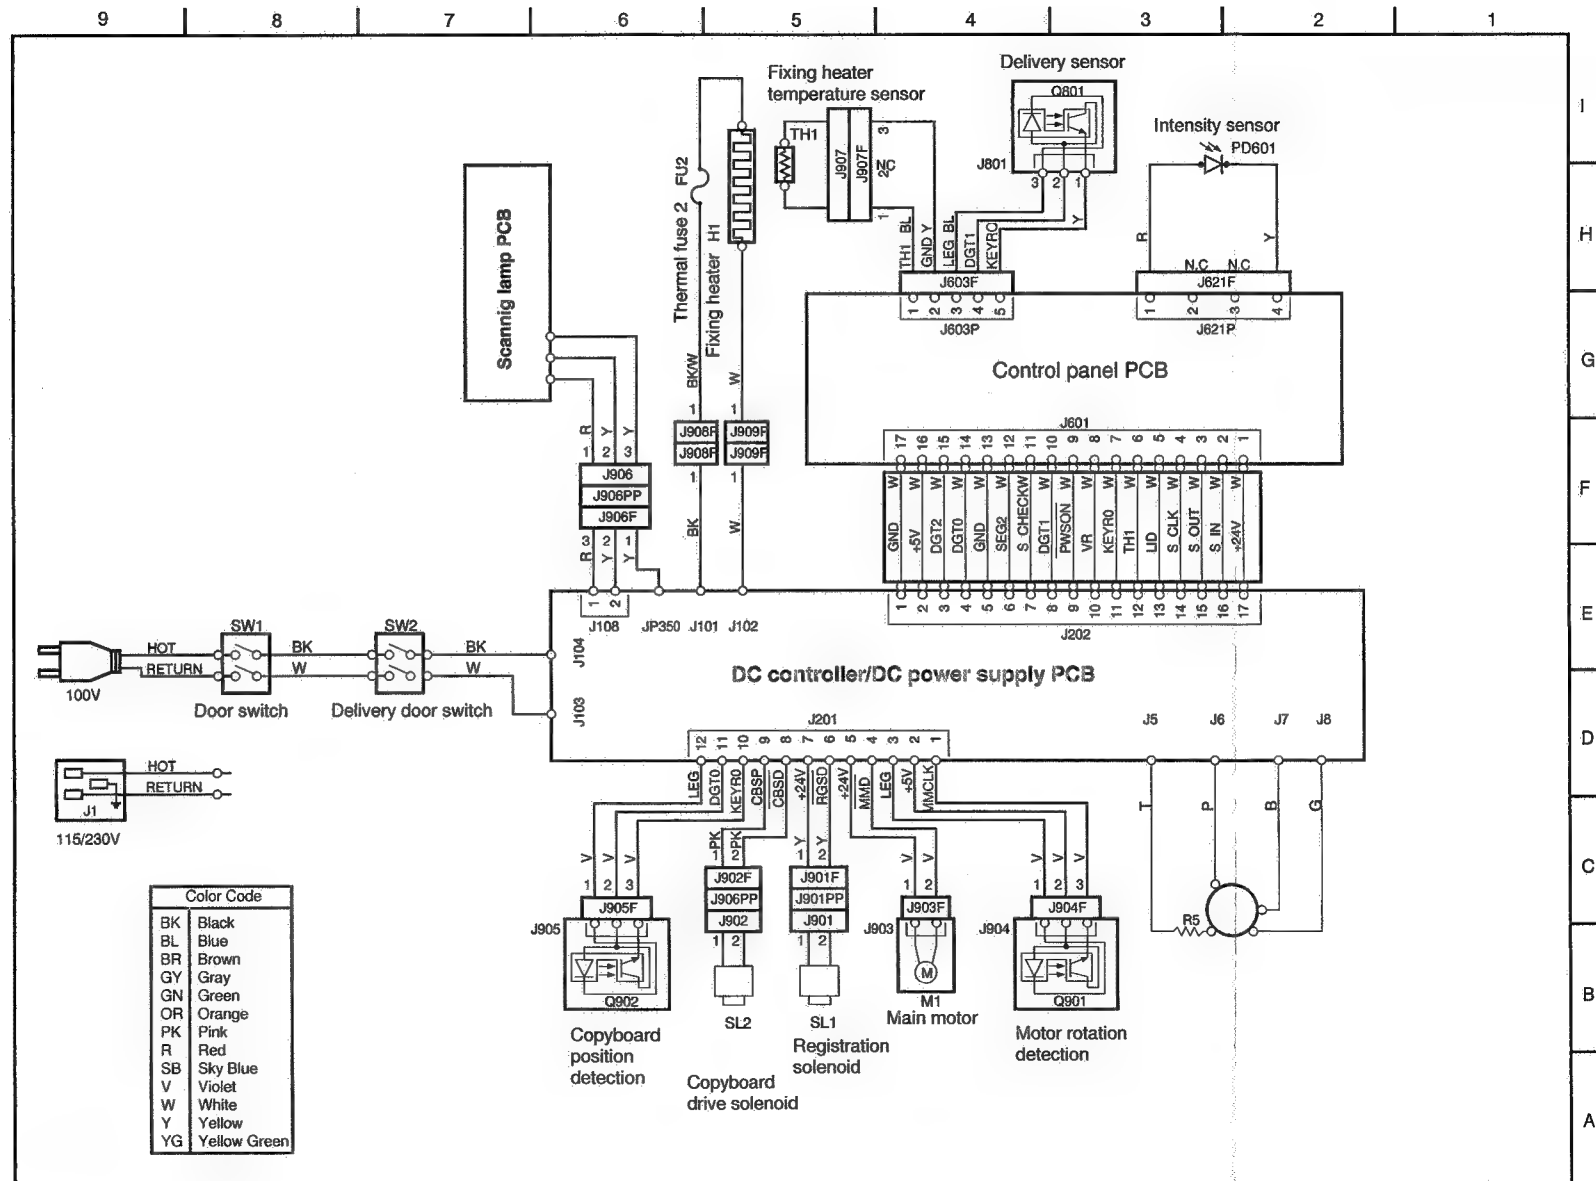 9 8 7 6 5 4 3 2 1
I
H
G
F
E
D
C
B
A
Delivery sensor
Q801
J801
3 2 1
Fixing heater
temperature sensor
TH1
J907
J907F
3
2 NC
1
Intensity sensor
PD601
R
Y
N.C N.C
J621F
1 2 3 4
J621P
TH1 BL
GND Y
LEG BL
DGT1
KEYRO
Y
J603F
1 2 3 4 5
J603P
Control panel PCB
Scannig lamp PCB
Thermal fuse 2 FU2
Fixing heater H1
BK/W
W
1 1
J908F J909F
J908F J909F
1 1
BK
W
R Y Y
1 2 3
J906
J906PP
J906F
3 2 1
R Y Y
J601
17 16 15 14 13 12 11 10 9 8 7 6 5 4 3 2 1
W W W W W W W W W W W W W W W W W
GND
+5V
DGT2
DGT0
GND
SEG2
S CHECK
DGT1
PWSON
VR
KEYR0
TH1
LID
S CLK
S OUT
S IN
+24V
1 2 3 4 5 6 7 8 9 10 11 12 13 14 15 16 17
J202
1 2
J108 JP350 J101 J102
J104
J103
DC controller/DC power supply PCB
HOT
RETURN
100V
SW1
BK
W
Door switch
SW2
BK
W
Delivery door switch
HOT
RETURN
J1
115/230V
J201
12 11 10 9 8 7 6 5 4 3 2 1
LEG
DGT0
KEYR0
CBSP
CBSD
+24V
RGSD
+24V
MMD
LEG
+5V
MMCLK
J5 J6 J7 J8
T P B G
R5
V V V
1 2 3
J905F
J905
Q902
Copyboard
position
detection
PK PK
1 2
J902F
J906PP
J902
1 2
SL2
Copyboard
drive solenoid
Y Y
1 2
J901F
J901PP
J901
1 2
SL1
Registration
solenoid
V V
1 2
J903F
J903
M
M1
Main motor
V V V
1 2 3
J904F
J904
Q901
Motor rotation
detection
Color Code
BK Black
BL Blue
BR Brown
GY Gray
GN Green
OR Orange
PK Pink
R Red
SB Sky Blue
V Violet
W White
Y Yellow
YG Yellow Green